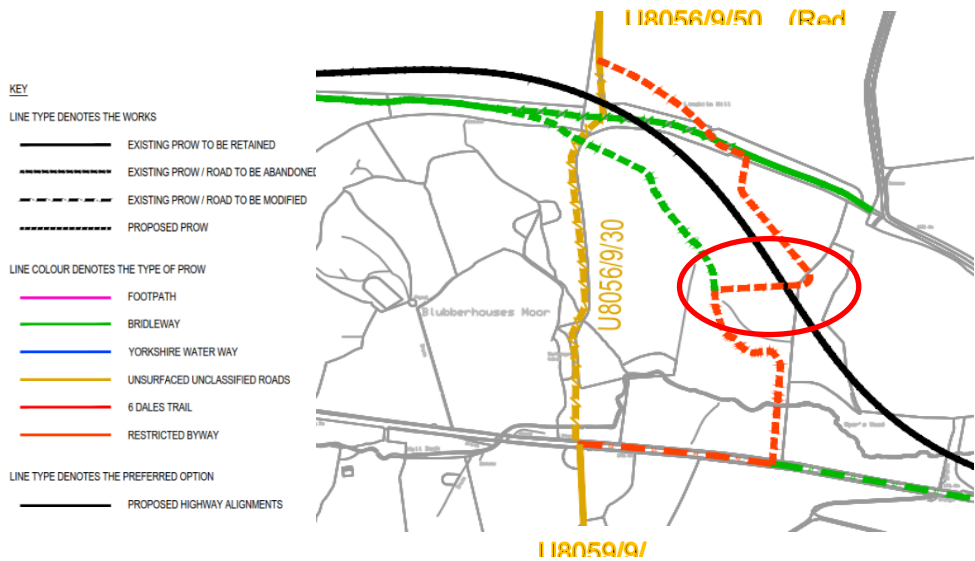 U8056/9/50 (Red
KEY
LINE TYPE DENOTES THE WORKS
EXISTING PROW TO BE RETAINED
EXISTING PROW / ROAD TO BE ABANDONED
EXISTING PROW / ROAD TO BE MODIFIED
PROPOSED PROW
LINE COLOUR DENOTES THE TYPE OF PROW
FOOTPATH
BRIDLEWAY
YORKSHIRE WATER WAY
UNSURFACED UNCLASSIFIED ROADS
6 DALES TRAIL
RESTRICTED BYWAY
LINE TYPE DENOTES THE PREFERRED OPTION
PROPOSED HIGHWAY ALIGNMENTS
U8056/9/30
Blubberhouses Moor
U8059/9/